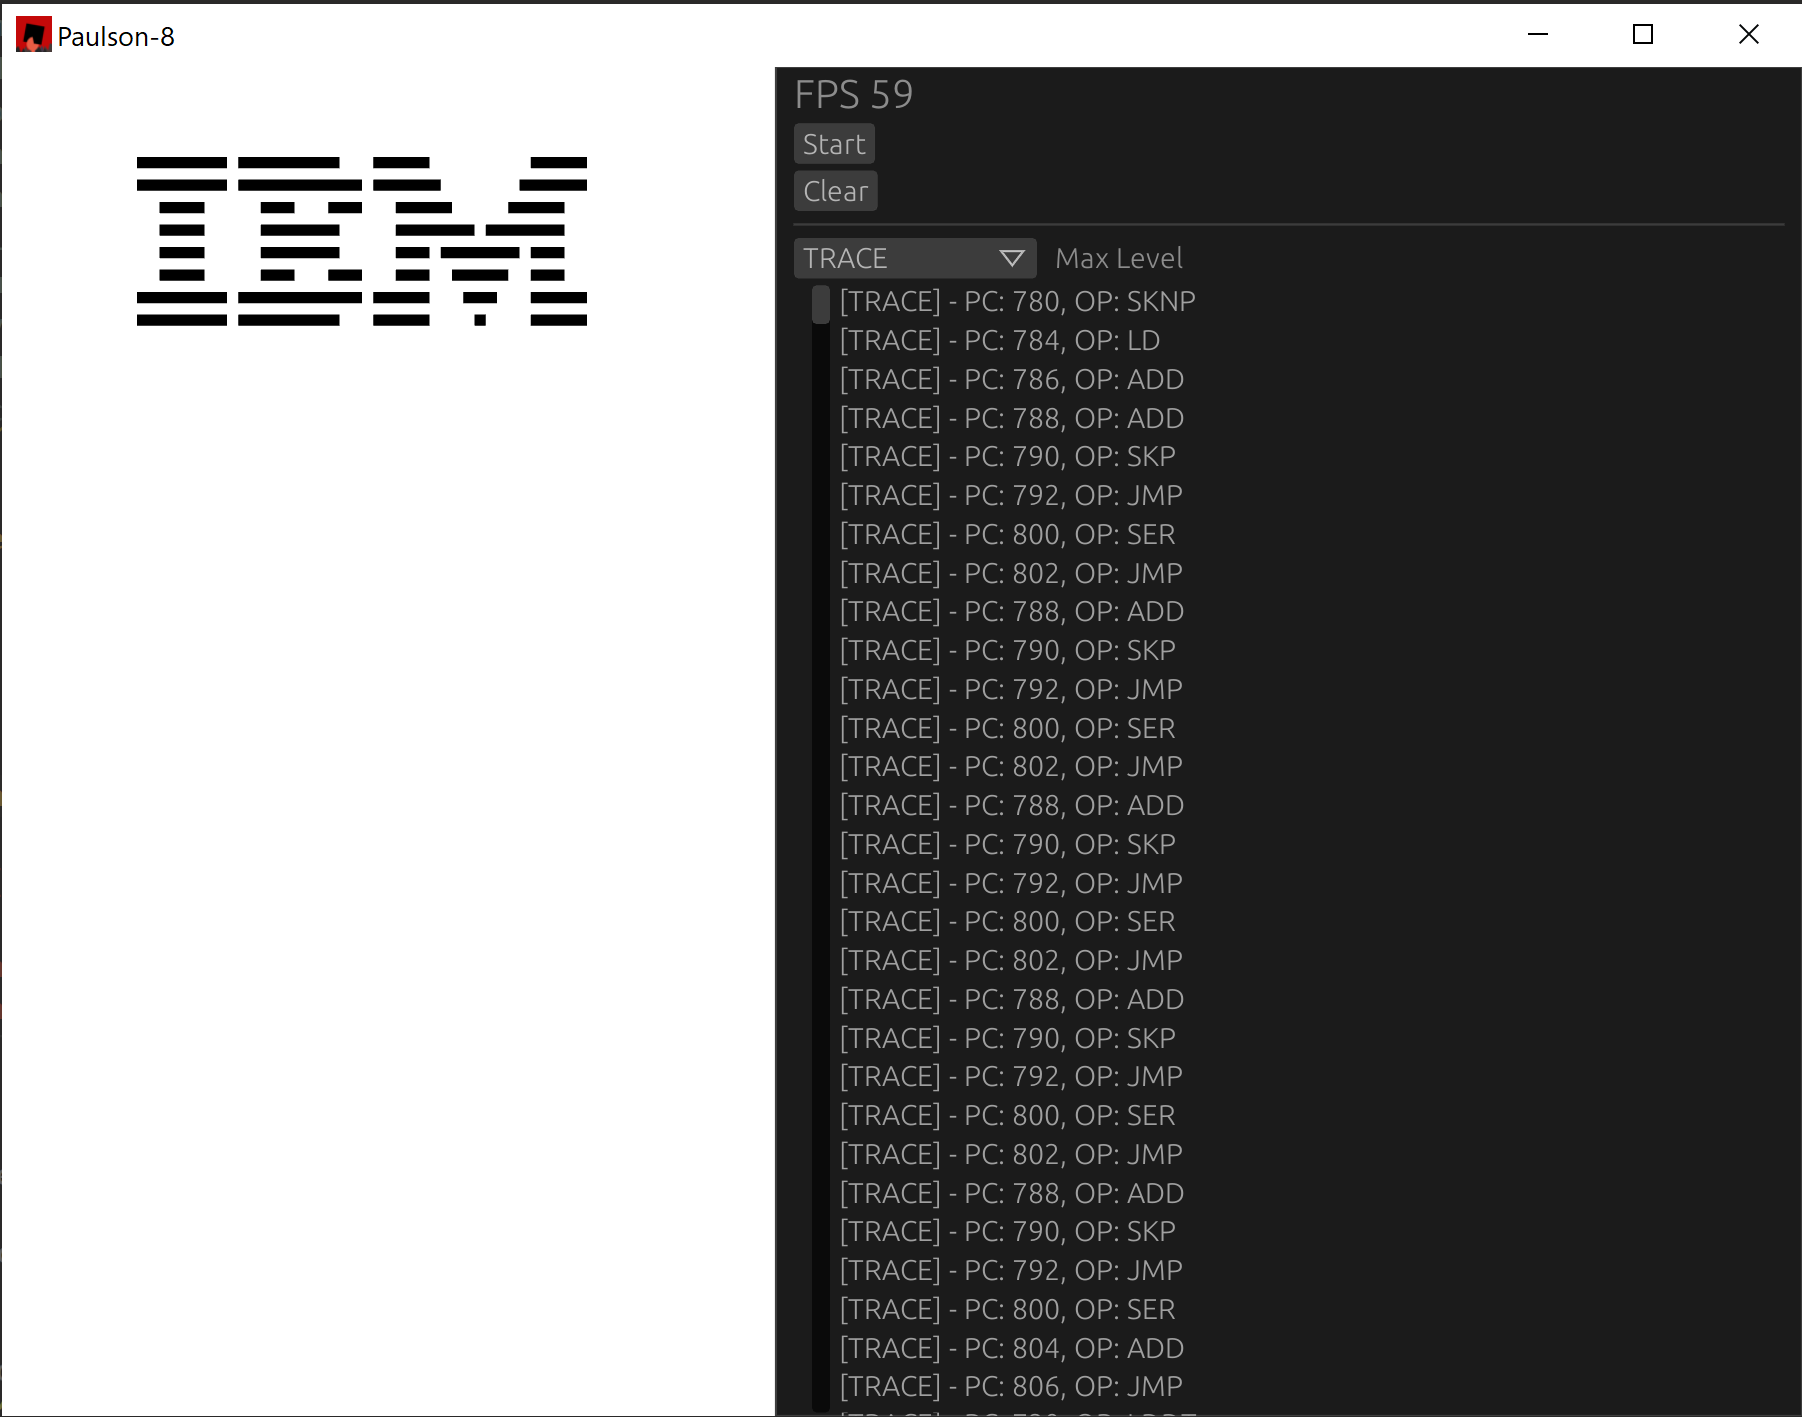 Paulson-8
IBM
FPS 59
Start
Clear
TRACE Max Level
[TRACE] - PC: 780, OP: SKNP
[TRACE] - PC: 784, OP: LD
[TRACE] - PC: 786, OP: ADD
[TRACE] - PC: 788, OP: ADD
[TRACE] - PC: 790, OP: SKP
[TRACE] - PC: 792, OP: JMP
[TRACE] - PC: 800, OP: SER
[TRACE] - PC: 802, OP: JMP
[TRACE] - PC: 788, OP: ADD
[TRACE] - PC: 790, OP: SKP
[TRACE] - PC: 792, OP: JMP
[TRACE] - PC: 800, OP: SER
[TRACE] - PC: 802, OP: JMP
[TRACE] - PC: 788, OP: ADD
[TRACE] - PC: 790, OP: SKP
[TRACE] - PC: 792, OP: JMP
[TRACE] - PC: 800, OP: SER
[TRACE] - PC: 802, OP: JMP
[TRACE] - PC: 788, OP: ADD
[TRACE] - PC: 790, OP: SKP
[TRACE] - PC: 792, OP: JMP
[TRACE] - PC: 800, OP: SER
[TRACE] - PC: 802, OP: JMP
[TRACE] - PC: 788, OP: ADD
[TRACE] - PC: 790, OP: SKP
[TRACE] - PC: 792, OP: JMP
[TRACE] - PC: 800, OP: SER
[TRACE] - PC: 804, OP: ADD
[TRACE] - PC: 806, OP: JMP